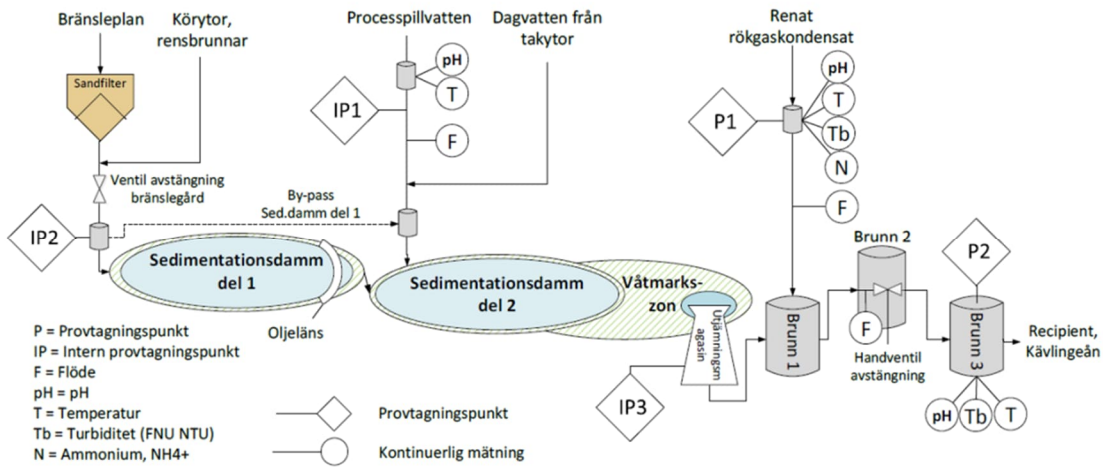 Bränsleplan
Körytor,
rensbrunnar
Processpillvatten
Dagvatten från
takytor
Renat
rökgaskondensat
Sandfilter
pH
T
IP1
F
pH
T
Tb
N
P1
F
Ventil avstängning
bränslegård
By-pass
Sed.damm del 1
IP2
Sedimentationsdamm
del 1
Oljeläns
Sedimentationsdamm
del 2
Våtmarks-
zon
Utjämningsm
agasin
IP3
Brunn 1
Brunn 2
F
Handventil
avstängning
P2
Brunn 3
pH
Tb
T
Recipient,
Kävlingeån
P = Provtagningspunkt
IP = Intern provtagningspunkt
F = Flöde
pH = pH
T = Temperatur
Tb = Turbiditet (FNU NTU)
N = Ammonium, NH4+
Provtagningspunkt
Kontinuerlig mätning